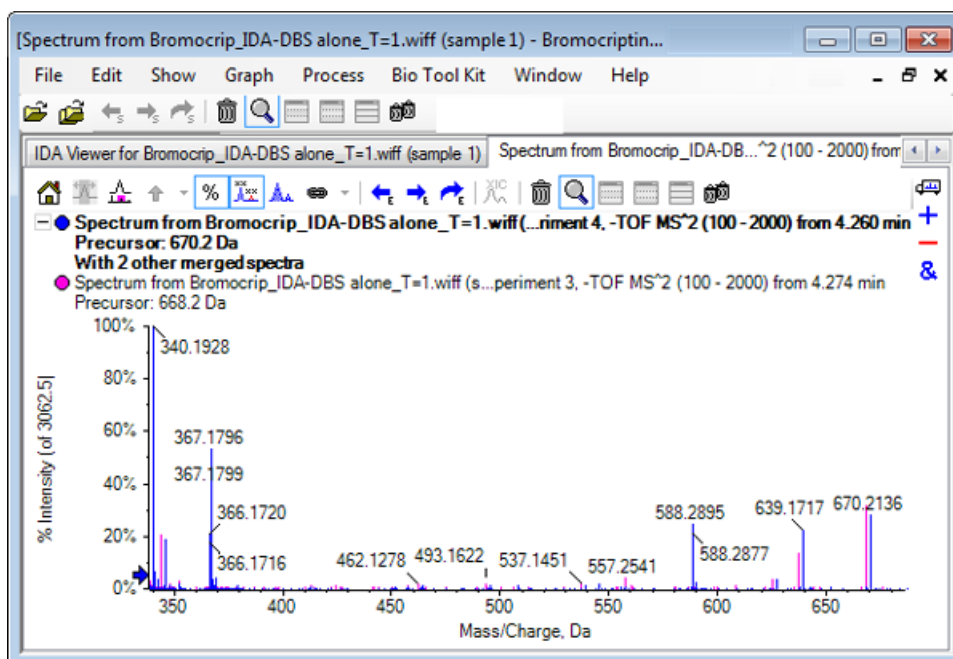 [Spectrum from Bromocrip_IDA-DBS alone_T=1.wiff (sample 1) - Bromocriptin...
File Edit Show Graph Process Bio Tool Kit Window Help
IDA Viewer for Bromocrip_IDA-DBS alone_T=1.wiff (sample 1) Spectrum from Bromocrip_IDA-DB...^2 (100 - 2000) from
% XIC
Spectrum from Bromocrip_IDA-DBS alone_T=1.wiff (...riment 4, -TOF MS^2 (100 - 2000) from 4.260 min
Precursor: 670.2 Da
With 2 other merged spectra
Spectrum from Bromocrip_IDA-DBS alone_T=1.wiff (s...periment 3, -TOF MS^2 (100 - 2000) from 4.274 min
Precursor: 668.2 Da
100%
340.1928
80%
60%
367.1796
40%
367.1799
366.1720
588.2895
639.1717
670.2136
20%
366.1716
462.1278
493.1622
537.1451
557.2541
588.2877
0%
350 400 450 500 550 600 650
Mass/Charge, Da
% Intensity (of 3062.5)